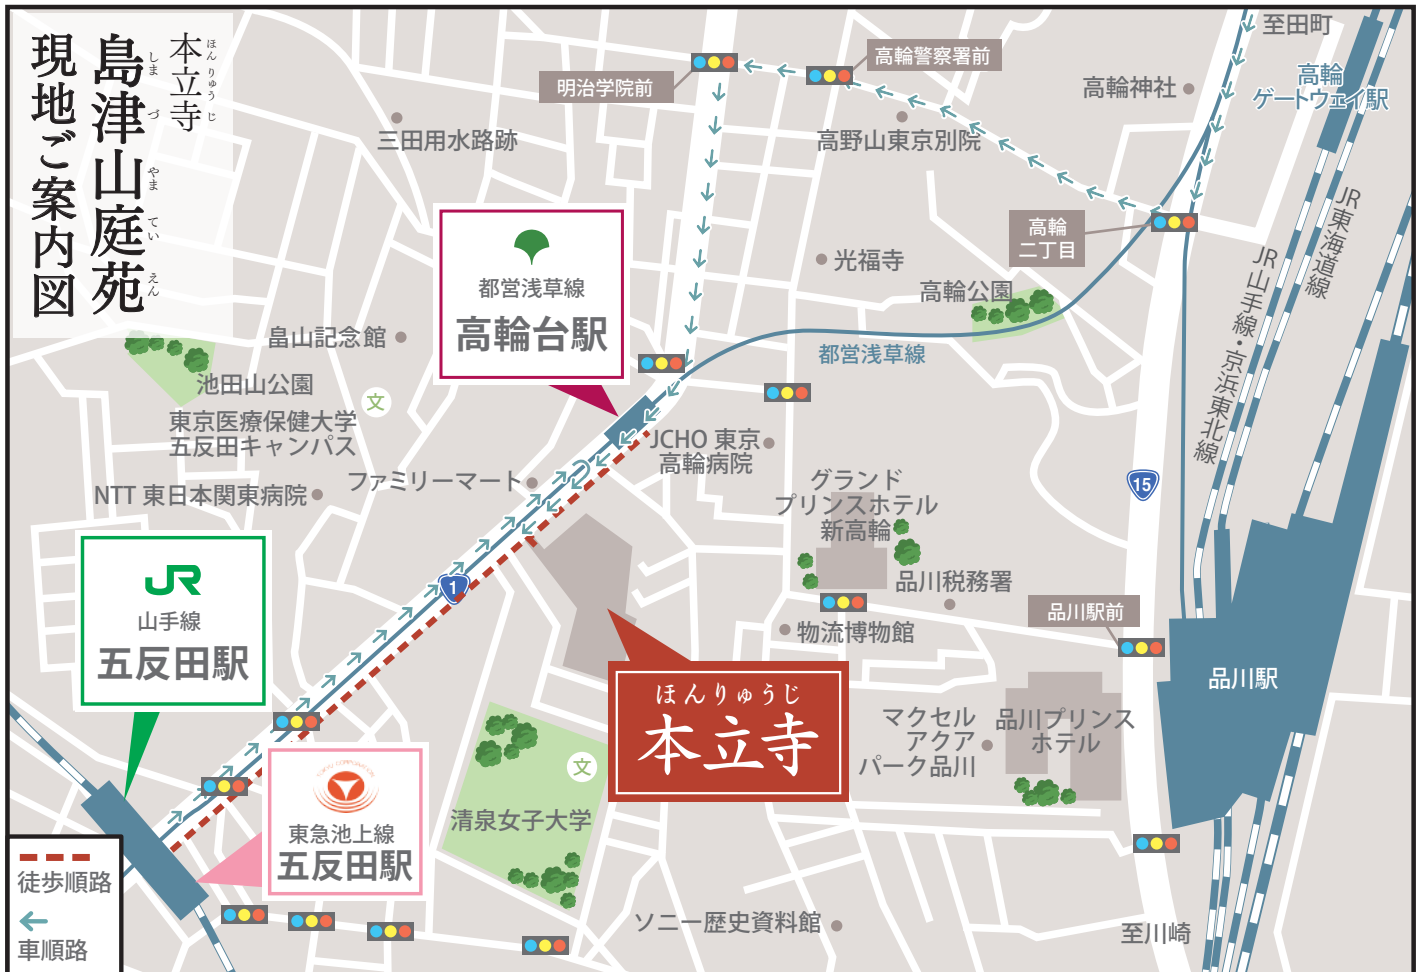 ほん りゅう じ
本立寺
しま づ やま てい えん
島津山庭苑
現地ご案内図
至田町
高輪
ゲートウェイ駅
高輪警察署前
明治学院前
高輪神社
三田用水路跡
高野山東京別院
高輪
二丁目
JR東海道線
JR山手線・京浜東北線
光福寺
高輪公園
都営浅草線
高輪台駅
都営浅草線
畠山記念館
池田山公園
文
東京医療保健大学
五反田キャンパス
JCHO 東京
高輪病院
ファミリーマート
NTT 東日本関東病院
グランド
プリンスホテル
新高輪
15
1
JR
山手線
五反田駅
品川税務署
品川駅前
物流博物館
品川駅
ほんりゅうじ
本立寺
マクセル
アクア
パーク品川
品川プリンス
ホテル
文
TOKYU CORPORATION
東急池上線
五反田駅
清泉女子大学
徒歩順路
車順路
ソニー歴史資料館
至川崎